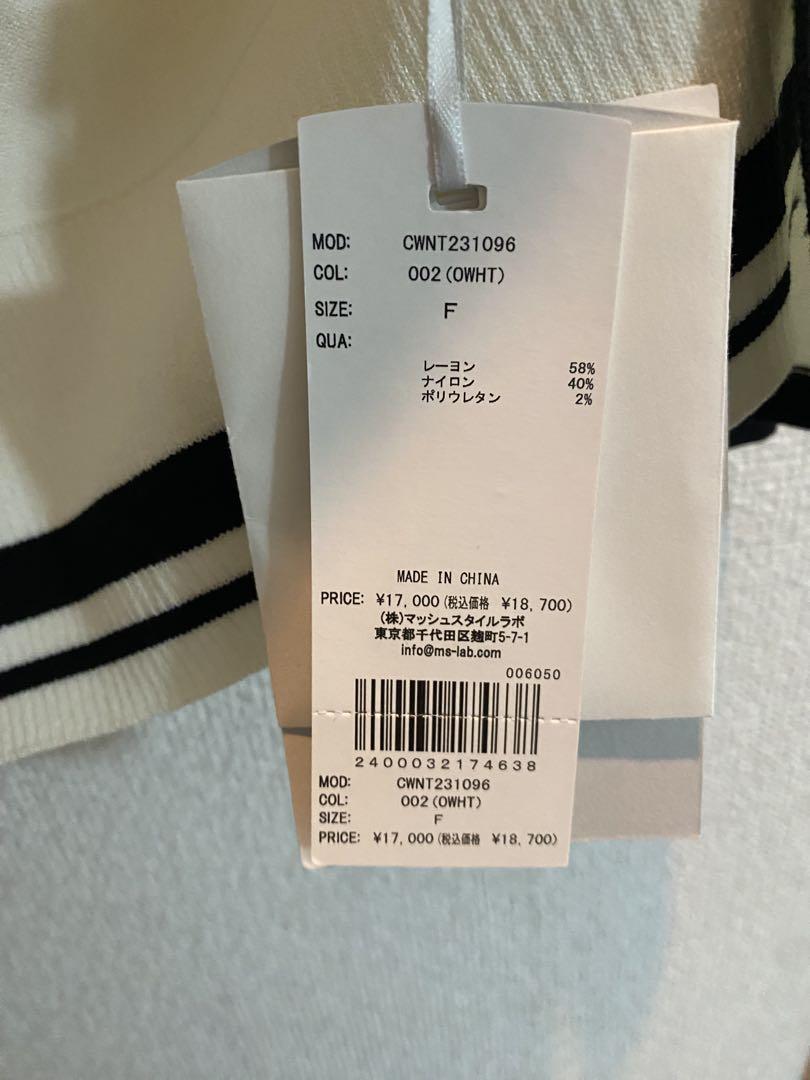 MOD: CWNT231096
COL: 002(OWHT)
SIZE: F
QUA:
レーヨン 58%
ナイロン 40%
ポリウレタン 2%
MADE IN CHINA
PRICE: ¥17,000(税込価格 ¥18,700)
(株)マッシュスタイルラボ
東京都千代田区麹町5-7-1
info@ms-lab.com
006050
2400032174638
MOD: CWNT231096
COL: 002(OWHT)
SIZE: F
PRICE: ¥17,000(税込価格 ¥18,700)